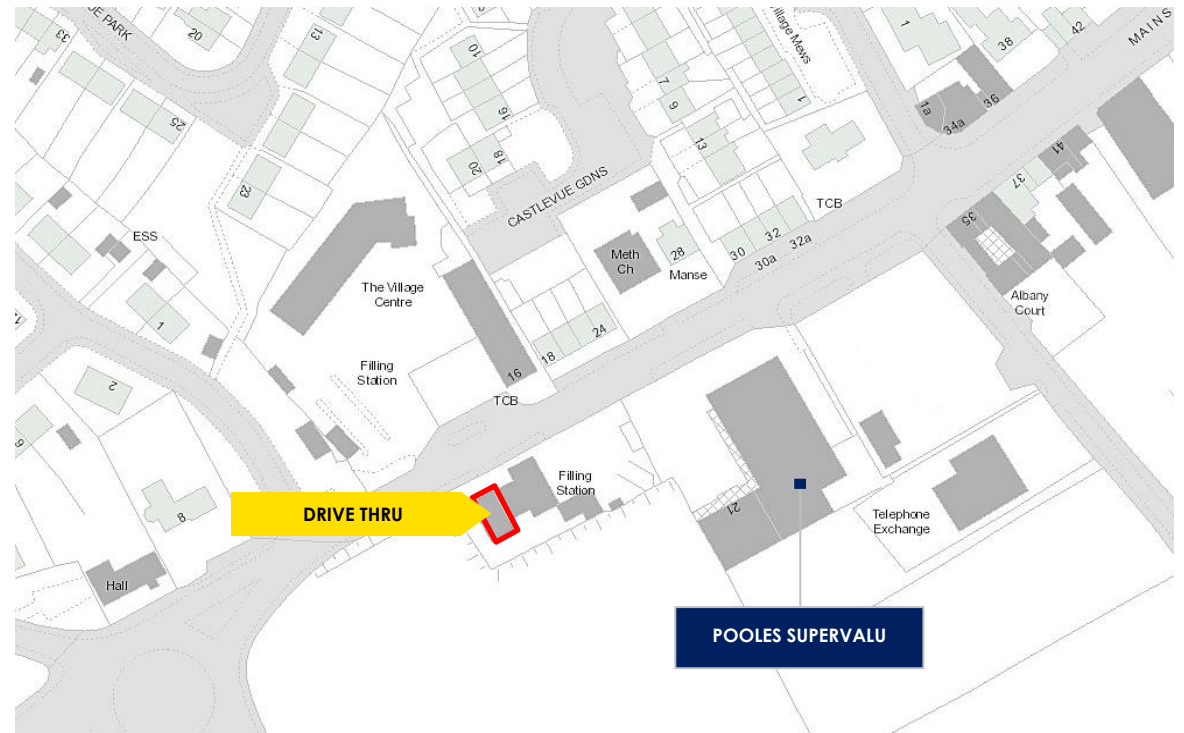 DE PARK
20
33
13
10
Village Mews
1
38
42
MAINS
7
9
16
1
1a
34a
36
25
18
20
13
41
37
23
CASTLEVUE GDNS
TCB
35
ESS
28
30
32
32a
30a
Meth
Ch
Manse
The Village
Centre
Albany
Court
1
24
18
Filling
Station
16
TCB
2
Filling
Station
DRIVE THRU
8
21
Telephone
Exchange
Hall
POOLES SUPERVALU